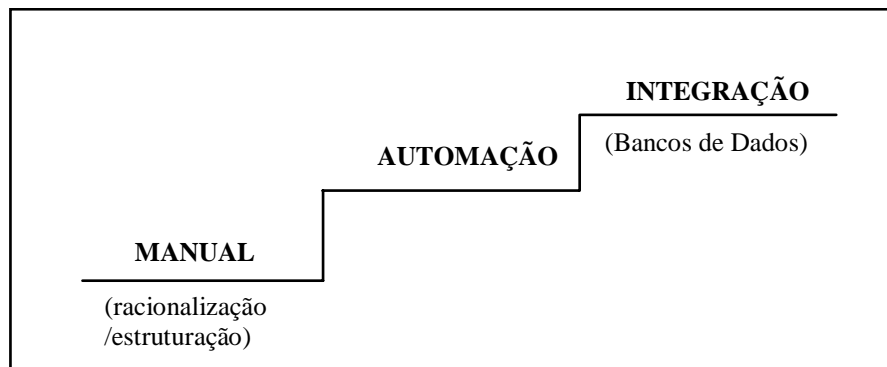 INTEGRAÇÃO
(Bancos de Dados)
AUTOMAÇÃO
MANUAL
(racionalização
/estruturação)